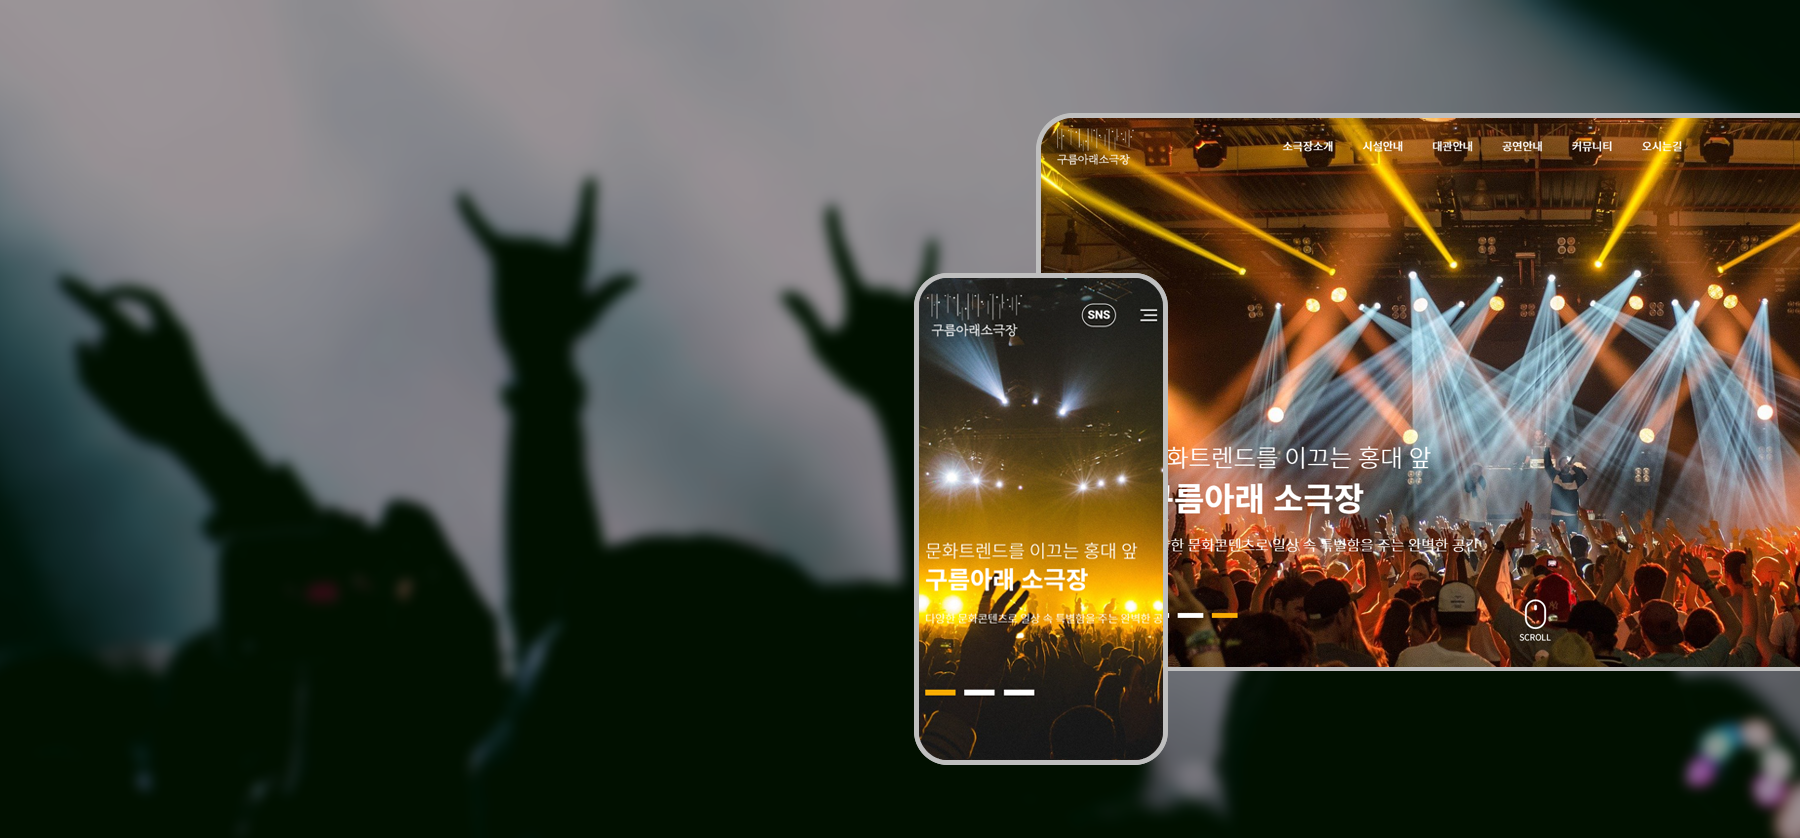 구름아래소극장
소극장소개 시설안내 대관안내 공연안내 커뮤니티 오시는길
화트렌드를 이끄는 홍대 앞
름아래 소극장
한 문화콘텐츠로 일상 속 특별함을 주는 완벽한 공간
SCROLL
구름아래소극장
SNS
문화트렌드를 이끄는 홍대 앞
구름아래 소극장
다양한 문화콘텐츠로 일상 속 특별함을 주는 완벽한 공